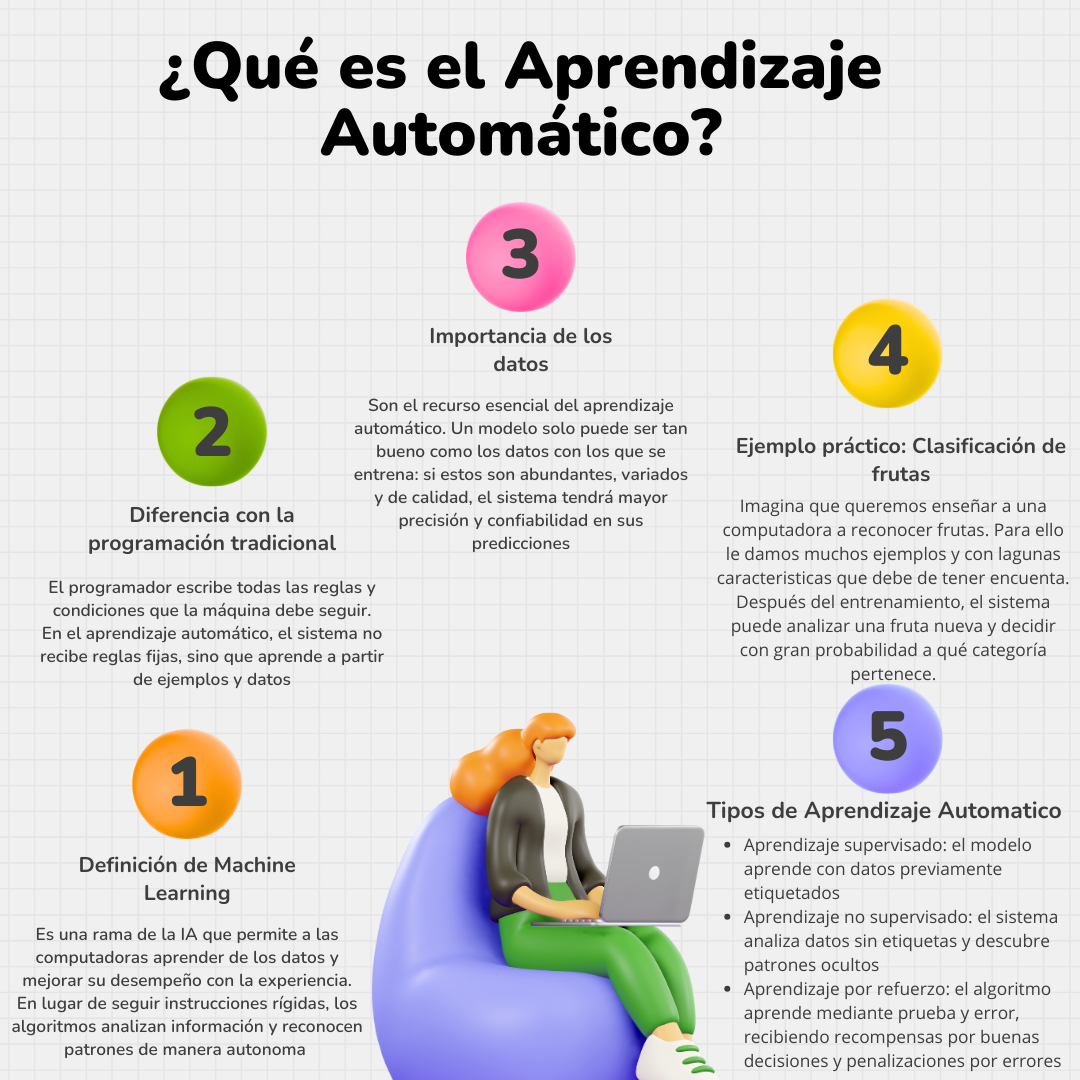 ¿Qué es el Aprendizaje
Automático?
1
Definición de Machine
Learning
Es una rama de la IA que permite a las
computadoras aprender de los datos y
mejorar su desempeño con la experiencia.
En lugar de seguir instrucciones rígidas, los
algoritmos analizan información y reconocen
patrones de manera autonoma
2
Diferencia con la
programación tradicional
El programador escribe todas las reglas y
condiciones que la máquina debe seguir.
En el aprendizaje automático, el sistema no
recibe reglas fijas, sino que aprende a partir
de ejemplos y datos
3
Importancia de los
datos
Son el recurso esencial del aprendizaje
automático. Un modelo solo puede ser tan
bueno como los datos con los que se
entrena: si estos son abundantes, variados
y de calidad, el sistema tendrá mayor
precisión y confiabilidad en sus
predicciones
4
Ejemplo práctico: Clasificación de
frutas
Imagina que queremos enseñar a una
computadora a reconocer frutas. Para ello
le damos muchos ejemplos y con lagunas
caracteristicas que debe de tener encuenta.
Después del entrenamiento, el sistema
puede analizar una fruta nueva y decidir
con gran probabilidad a qué categoría
pertenece.
5
Tipos de Aprendizaje Automatico
• Aprendizaje supervisado: el modelo
aprende con datos previamente
etiquetados
• Aprendizaje no supervisado: el sistema
analiza datos sin etiquetas y descubre
patrones ocultos
• Aprendizaje por refuerzo: el algoritmo
aprende mediante prueba y error,
recibiendo recompensas por buenas
decisiones y penalizaciones por errores